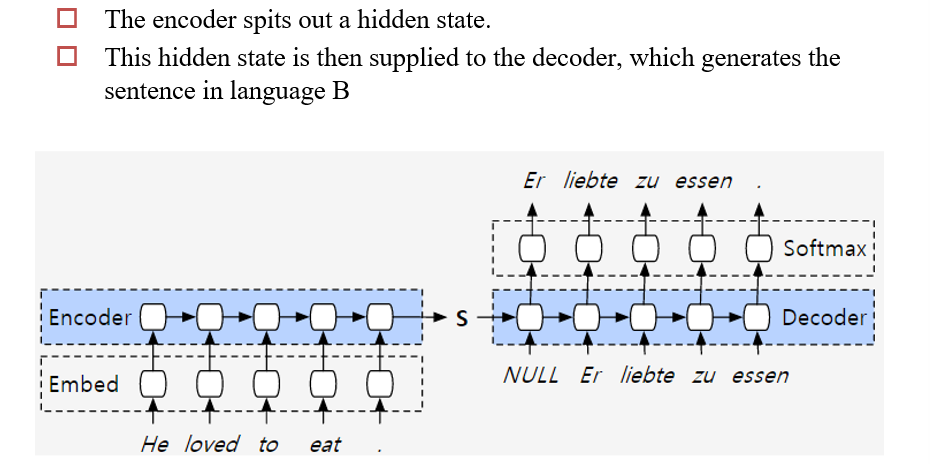 The encoder spits out a hidden state.
This hidden state is then supplied to the decoder, which generates the
sentence in language B
Er liebte zu essen .
Softmax
Encoder
S
Decoder
Embed
NULL Er liebte zu essen
He loved to eat .